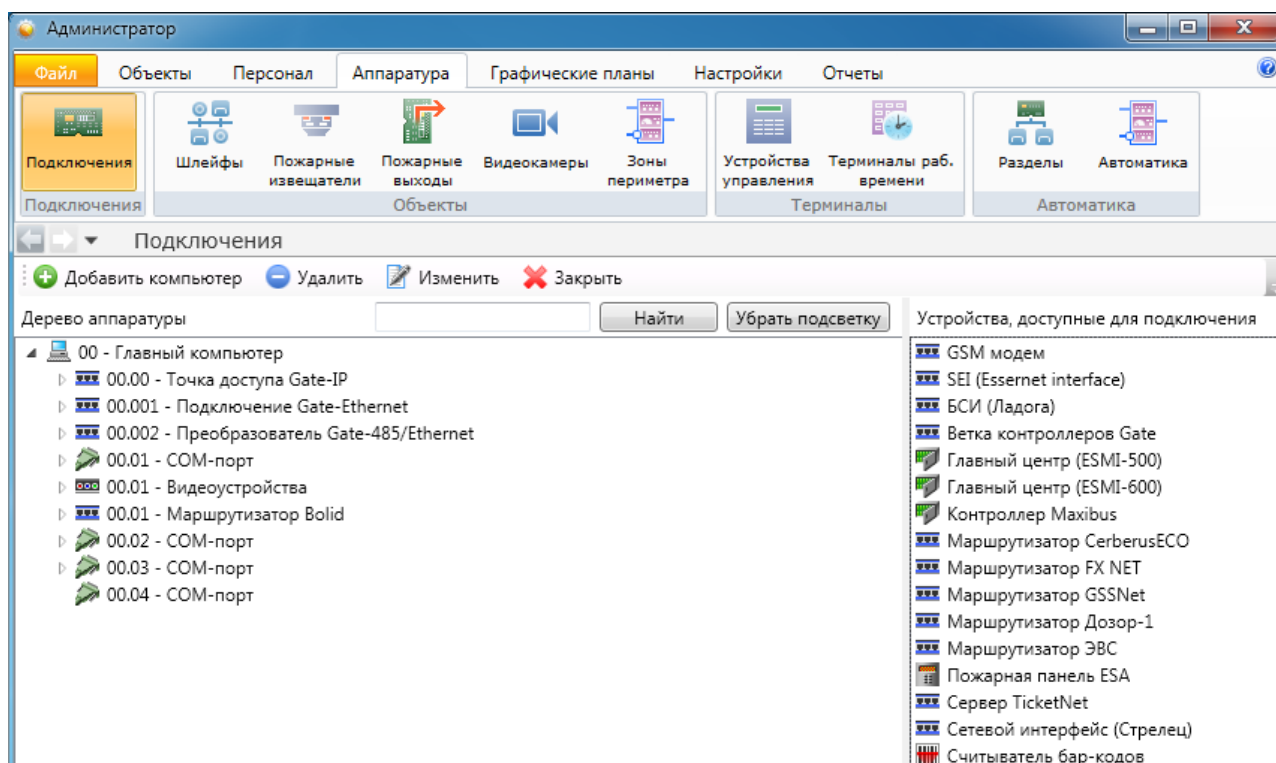 Администратор
Файл Объекты Персонал Аппаратура Графические планы Настройки Отчеты
Подключения
Шлейфы
Пожарные
извещатели
Пожарные
выходы
Видеокамеры
Зоны
периметра
Устройства
управления
Терминалы раб.
времени
Разделы
Автоматика
Подключения Объекты Терминалы Автоматика
Подключения
Добавить компьютер Удалить Изменить Закрыть
Дерево аппаратуры Найти Убрать подсветку Устройства, доступные для подключения
00 - Главный компьютер
00.00 - Точка доступа Gate-IP
00.001 - Подключение Gate-Ethernet
00.002 - Преобразователь Gate-485/Ethernet
00.01 - COM-порт
00.01 - Видеоустройства
00.01 - Маршрутизатор Bolid
00.02 - COM-порт
00.03 - COM-порт
00.04 - COM-порт
GSM модем
SEI (Essernet interface)
БСИ (Ладога)
Ветка контроллеров Gate
Главный центр (ESMI-500)
Главный центр (ESMI-600)
Контроллер Maxibus
Маршрутизатор CerberusECO
Маршрутизатор FX NET
Маршрутизатор GSSNet
Маршрутизатор Дозор-1
Маршрутизатор ЭВС
Пожарная панель ESA
Сервер TicketNet
Сетевой интерфейс (Стрелец)
Считыватель бар-кодов